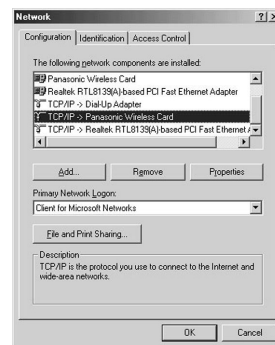 Network
Configuration Identification Access Control
The following network components are installed:
Panasonic Wireless Card
Realtek RTL8139(A)-based PCI Fast Ethernet Adapter
TCP/IP -> Dial-Up Adapter
TCP/IP -> Panasonic Wireless Card
TCP/IP -> Realtek RTL8139(A)-based PCI Fast Ethernet A
Add... Remove Properties
Primary Network Logon:
Client for Microsoft Networks
File and Print Sharing...
Description
TCP/IP is the protocol you use to connect to the Internet and
wide-area networks.
OK Cancel